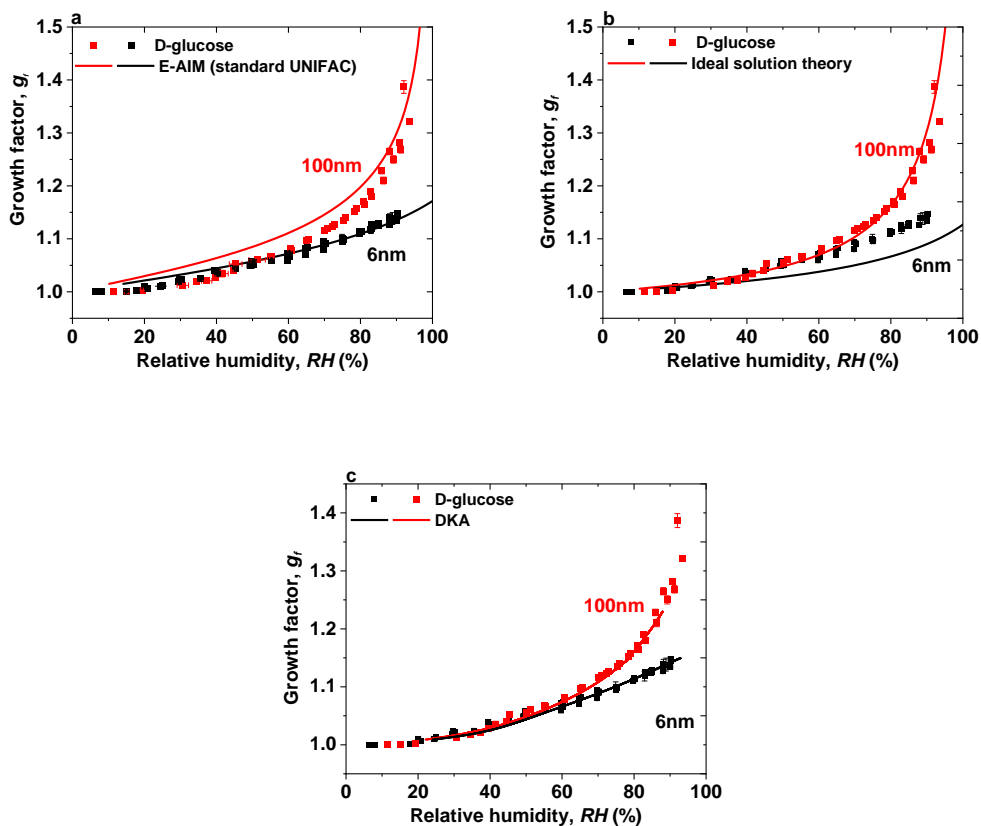 a
D-glucose
E-AIM (standard UNIFAC)
100nm
6nm
Growth factor, gf
1.5
1.4
1.3
1.2
1.1
1.0
0 20 40 60 80 100
Relative humidity, RH (%)
b
D-glucose
Ideal solution theory
100nm
6nm
Growth factor, gf
1.5
1.4
1.3
1.2
1.1
1.0
0 20 40 60 80 100
Relative humidity, RH (%)
c
D-glucose
DKA
100nm
6nm
Growth factor, gf
1.4
1.3
1.2
1.1
1.0
0 20 40 60 80 100
Relative humidity, RH (%)